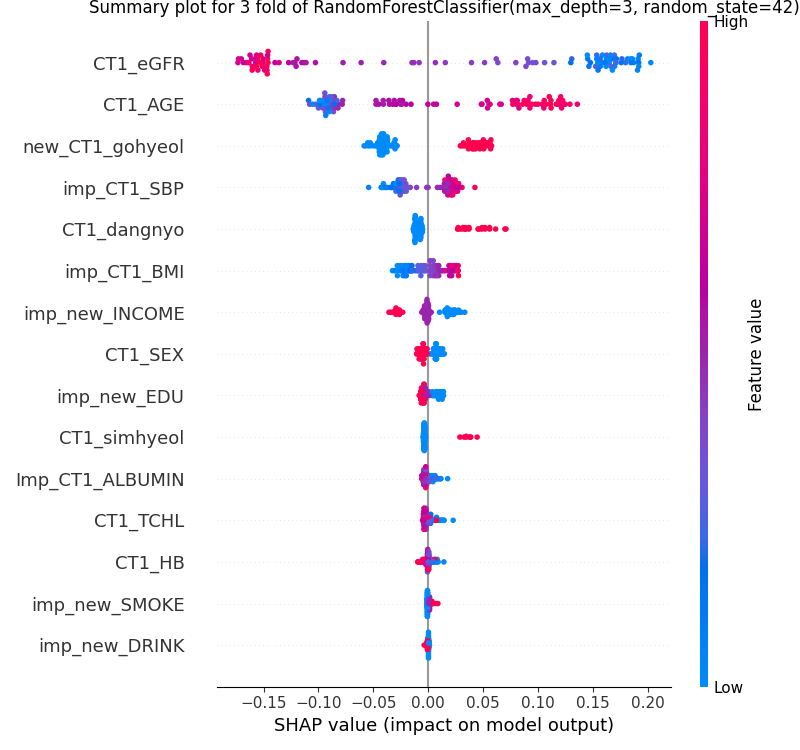 Summary plot for 3 fold of RandomForestClassifier(max_depth=3, random_state=42)
High
CT1_eGFR
CT1_AGE
new_CT1_gohyeol
imp_CT1_SBP
CT1_dangnyo
imp_CT1_BMI
imp_new_INCOME
CT1_SEX
imp_new_EDU
CT1_simhyeol
Imp_CT1_ALBUMIN
CT1_TCHL
CT1_HB
imp_new_SMOKE
imp_new_DRINK
Feature value
Low
−0.15 −0.10 −0.05 0.00 0.05 0.10 0.15 0.20
SHAP value (impact on model output)